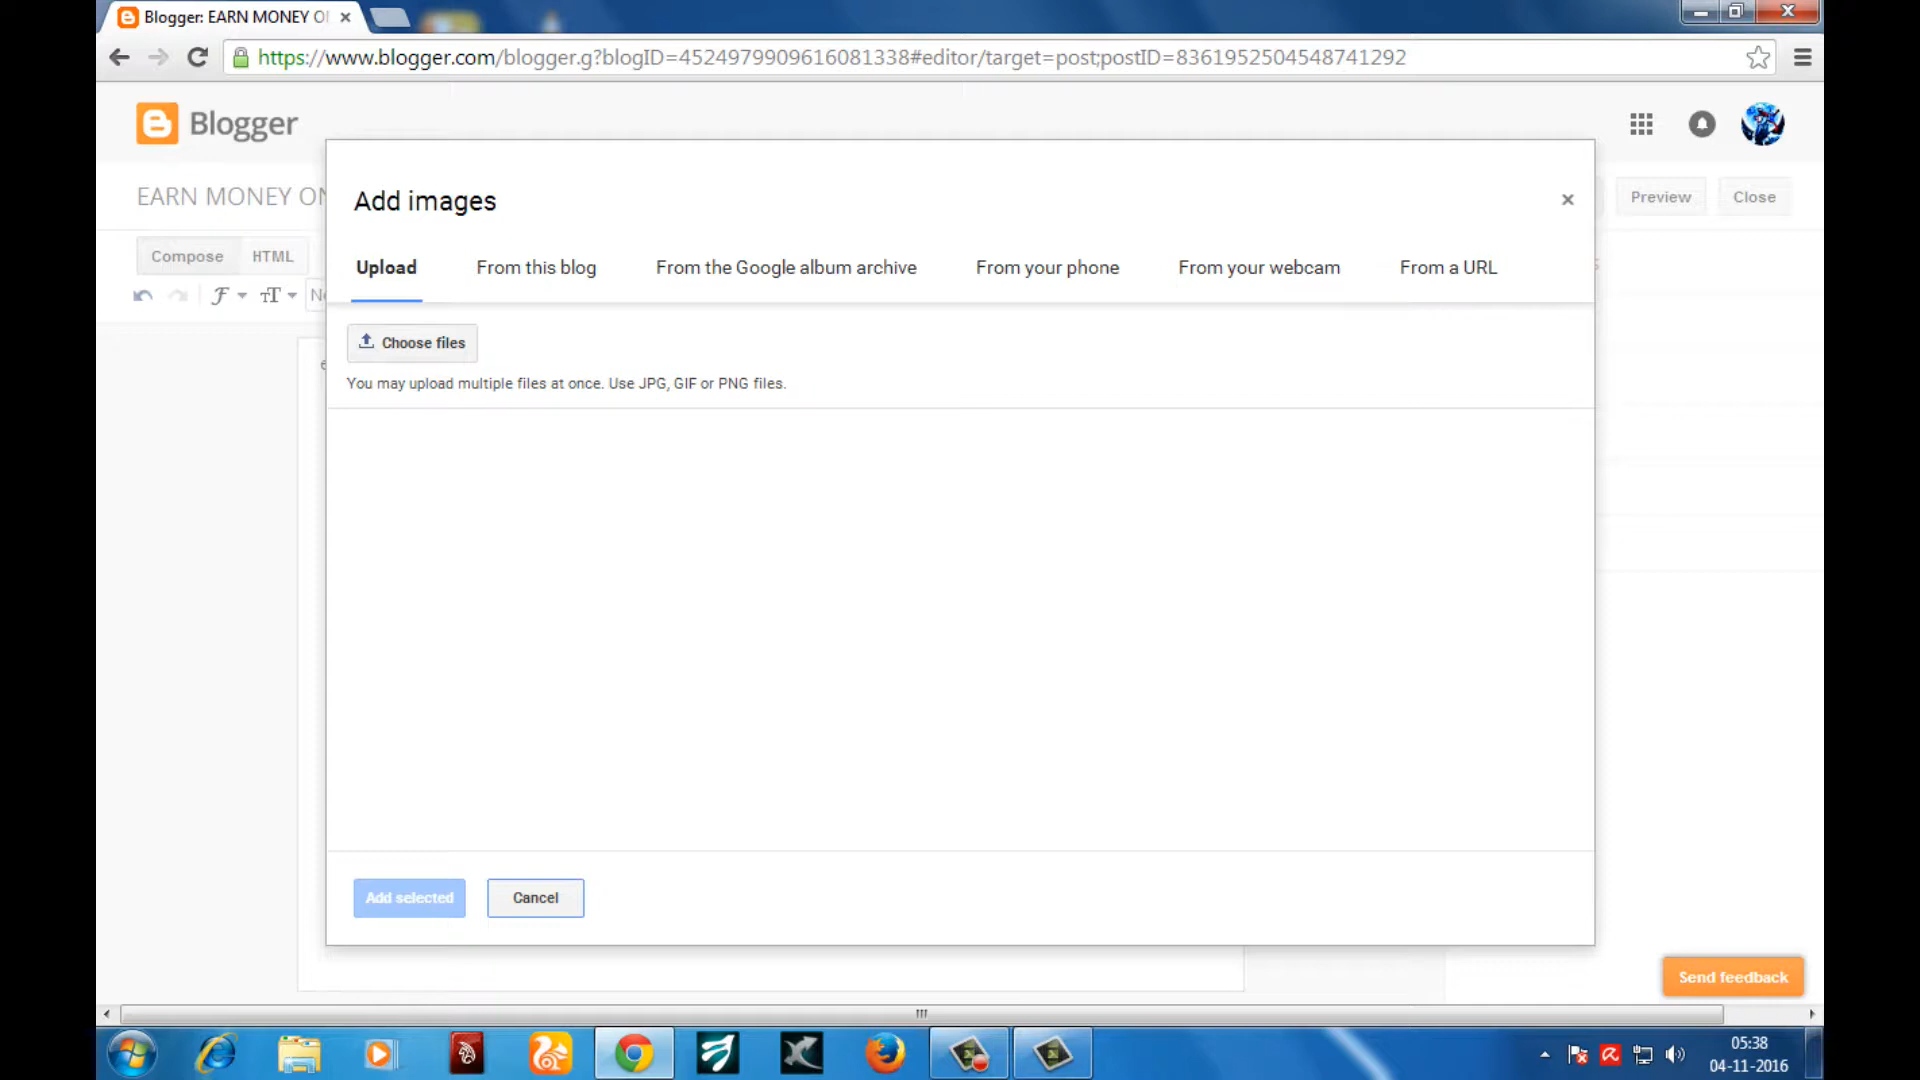 Blogger: EARN MONEY O
https://www.blogger.com/blogger.g?blogID=4524979909616081338#editor/target=post;postID=8361952504548741292
Blogger
EARN MONEY ON
Preview
Close
Compose
HTML
Add images
Upload
From this blog
From the Google album archive
From your phone
From your webcam
From a URL
Choose files
You may upload multiple files at once. Use JPG, GIF or PNG files.
Add selected
Cancel
Send feedback
05:38
04-11-2016